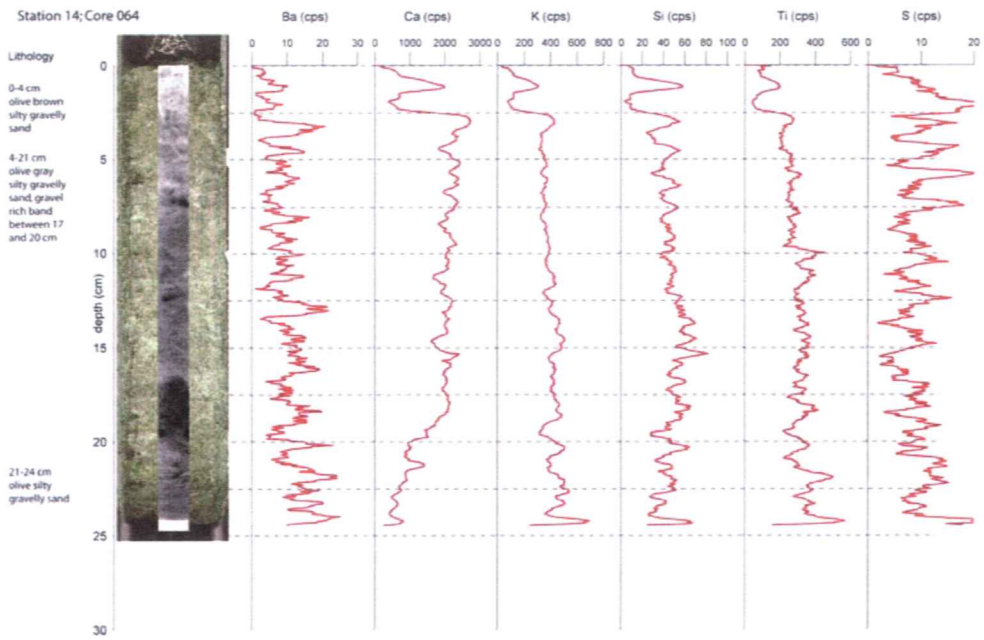 Station 14; Core 064
Ba (cps) Ca (cps) K (cps) Si (cps) Ti (cps) S (cps)
0 10 20 30 0 1000 2000 3000 0 200 400 600 800 0 20 40 60 80 100 0 200 400 600 0 10 20
Lithology
0-4 cm
olive brown
silty gravelly
sand
4-21 cm
olive gray
silty gravelly
sand, gravel
rich band
between 17
and 20 cm
21-24 cm
olive silty
gravelly sand
depth (cm)
0
5
10
15
20
25
30